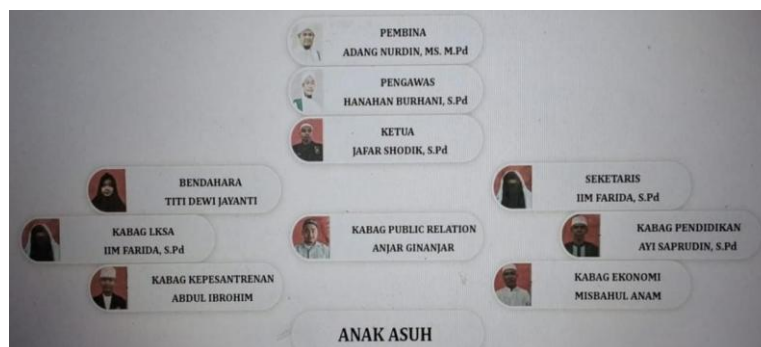 PEMBINA
ADANG NURDIN, MS. M.Pd
PENGAWAS
HANAHAN BURHANI, S.Pd
KETUA
JAFAR SHODIK, S.Pd
BENDAHARA
TITI DEWI JAYANTI
SEKETARIS
IIM FARIDA, S.Pd
KABAG LKSA
IIM FARIDA, S.Pd
KABAG PUBLIC RELATION
ANJAR GINANJAR
KABAG PENDIDIKAN
AYI SAPRUDIN, S.Pd
KABAG KEPESANTRENAN
ABDUL IBROHIM
KABAG EKONOMI
MISBAHUL ANAM
ANAK ASUH